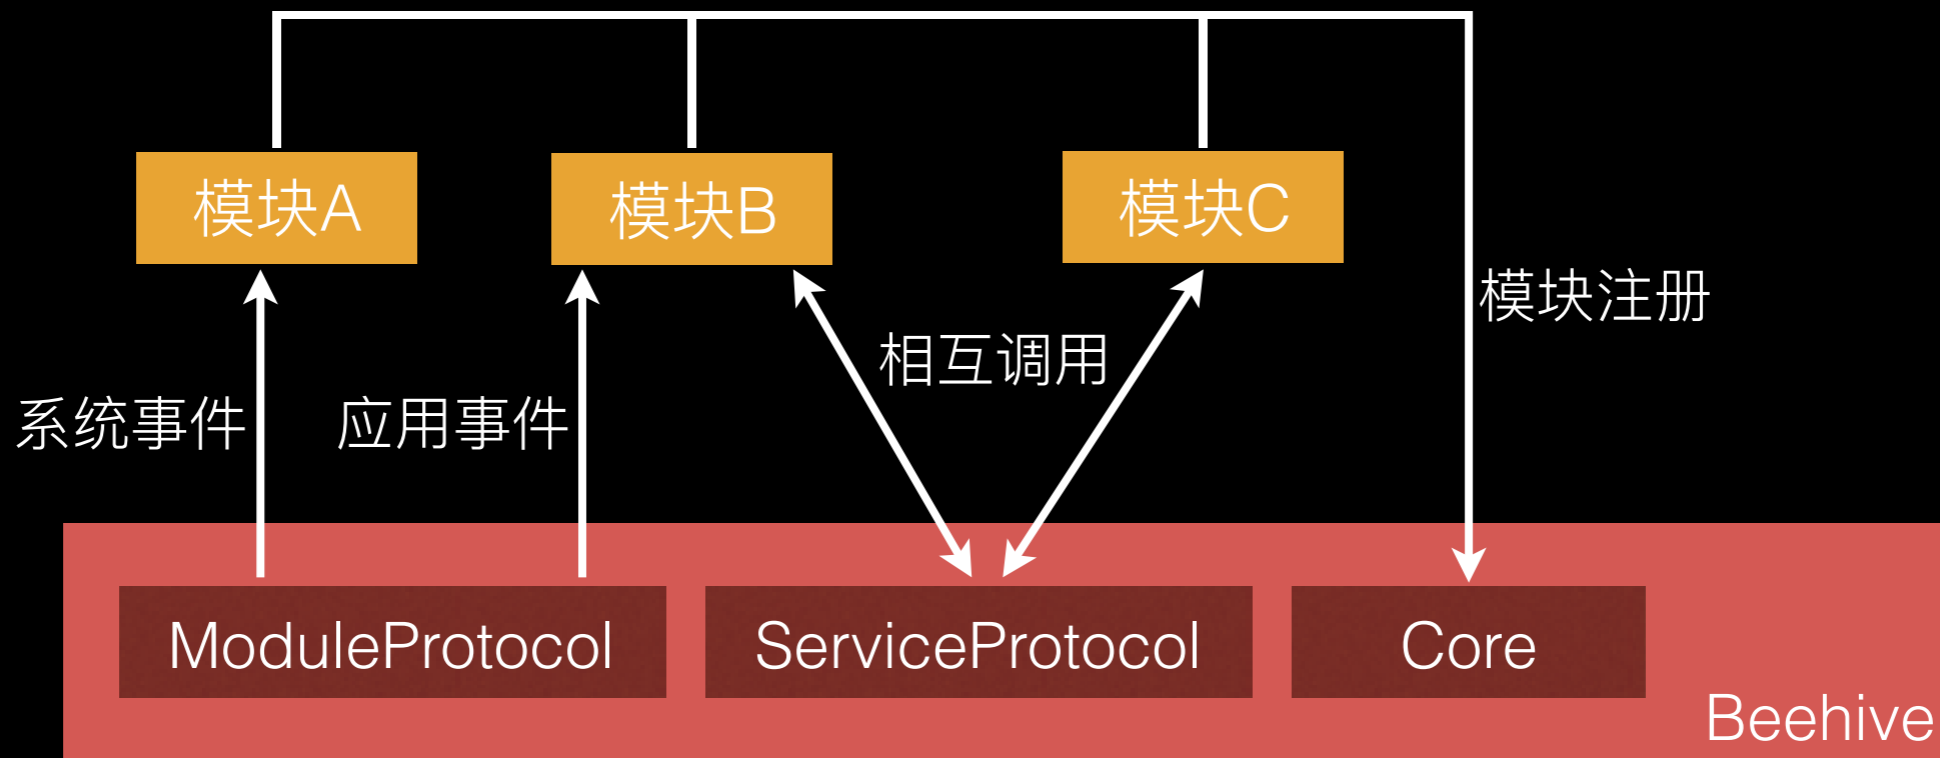 模块A
模块B
模块C
模块注册
相互调用
系统事件
应用事件
ModuleProtocol
ServiceProtocol
Core
Beehive